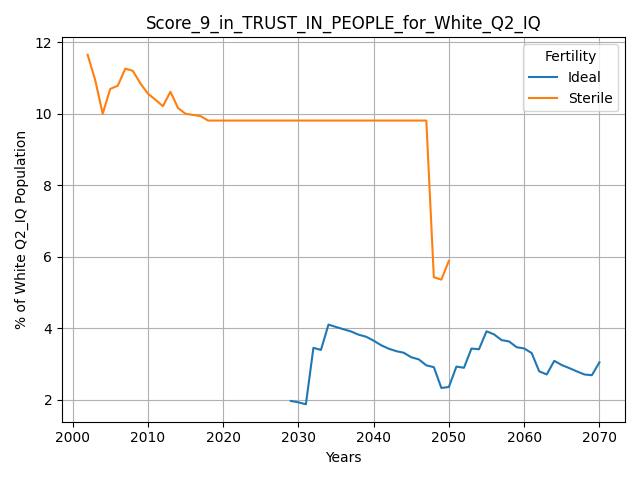 Score_9_in_TRUST_IN_PEOPLE_for_White_Q2_IQ
% of White Q2_IQ Population
12
10
8
6
4
2
Fertility
Ideal
Sterile
2000 2010 2020 2030 2040 2050 2060 2070
Years